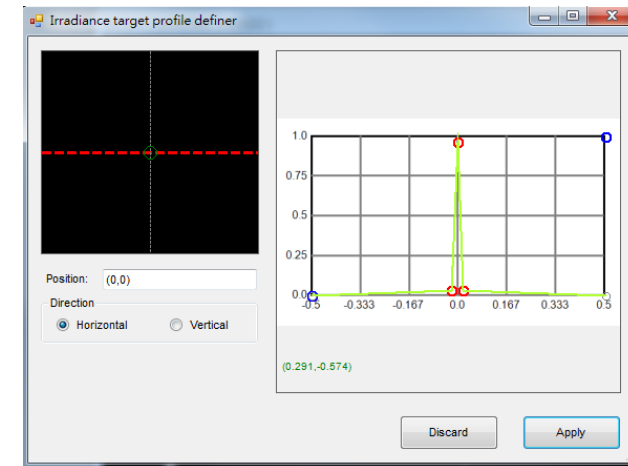 Irradiance target profile definer
1.0
0.75
0.5
0.25
0.0
-0.5 -0.333 -0.167 0.0 0.167 0.333 0.5
Position: (0,0)
Direction
Horizontal Vertical
(0.291,-0.574)
Discard Apply